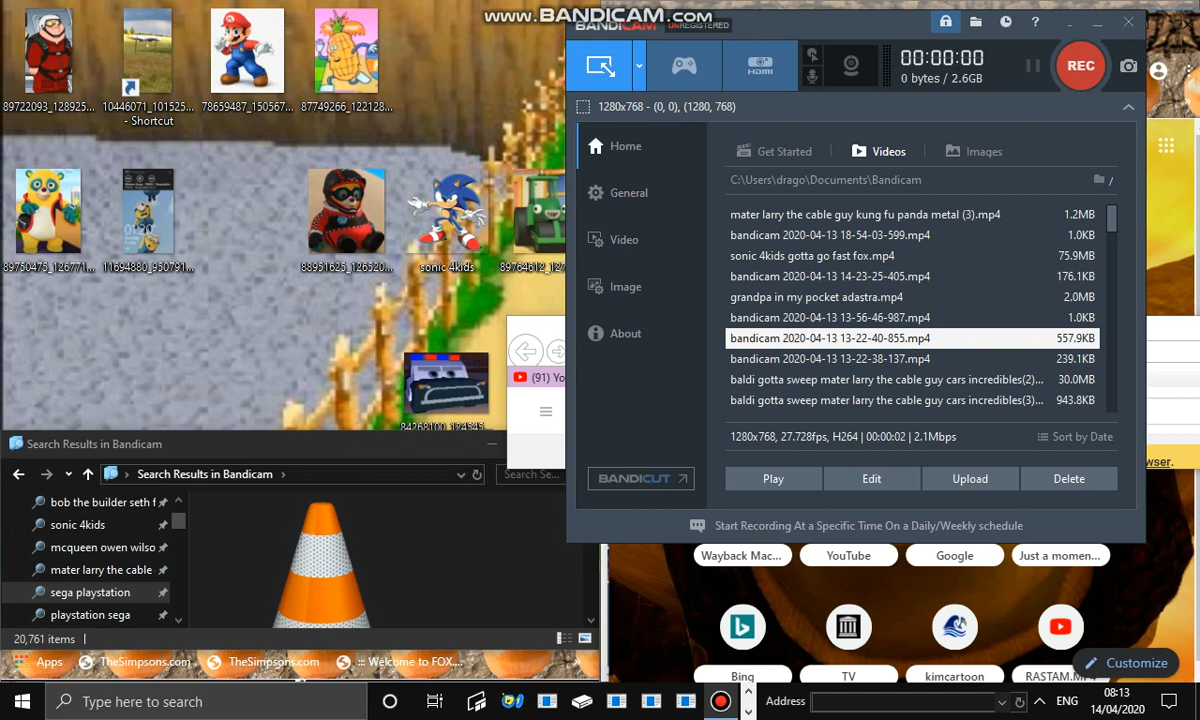 www.BANDICAM.com
BANDICAM UNREGISTERED
89722093_128925...
10446071_101525...
- Shortcut
78659487_150567...
87749266_122128...
00:00:00
0 bytes / 2.6GB
REC
HDMI
1280x768 - (0, 0), (1280, 768)
Home
General
Video
Image
About
BANDICUT
Get Started
Videos
Images
C:\Users\drago\Documents\Bandicam
/
mater larry the cable guy kung fu panda metal (3).mp4 1.2MB
bandicam 2020-04-13 18-54-03-599.mp4 1.0KB
sonic 4kids gotta go fast fox.mp4 75.9MB
bandicam 2020-04-13 14-23-25-405.mp4 176.1KB
grandpa in my pocket adastra.mp4 2.0MB
bandicam 2020-04-13 13-56-46-987.mp4 1.0KB
bandicam 2020-04-13 13-22-40-855.mp4 557.9KB
bandicam 2020-04-13 13-22-38-137.mp4 239.1KB
baldi gotta sweep mater larry the cable guy cars incredibles(2)... 30.0MB
baldi gotta sweep mater larry the cable guy cars incredibles(3)... 943.8KB
1280x768, 27.728fps, H264 | 00:00:02 | 2.1Mbps
Sort by Date
Play
Edit
Upload
Delete
Start Recording At a Specific Time On a Daily/Weekly schedule
89750475_126771...
11694880_950791...
88951625_126520...
sonic 4kids
89764612_127
84268100_124545...
(91) Yo
wser.
Search Results in Bandicam
Search Results in Bandicam
Search Se...
bob the builder seth f
sonic 4kids
mcqueen owen wilso
mater larry the cable
sega playstation
playstation sega
20,761 items
Apps
TheSimpsons.com
TheSimpsons.com
::: Welcome to FOX....
Wayback Mac...
YouTube
Google
Just a momen...
Bing
TV
kimcartoon
RASTAM.MP4
Customize
Type here to search
Address
ENG
08:13
14/04/2020